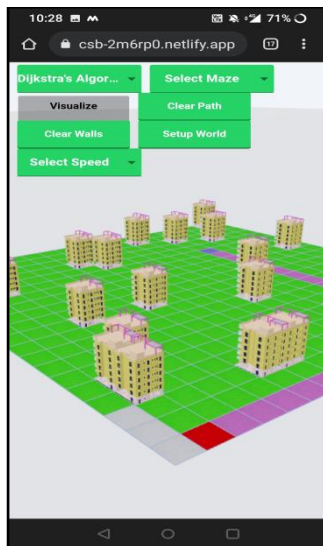 10:28
71%
csb-2m6rp0.netlify.app
17
Dijkstra's Algor...
Select Maze
Visualize
Clear Path
Clear Walls
Setup World
Select Speed